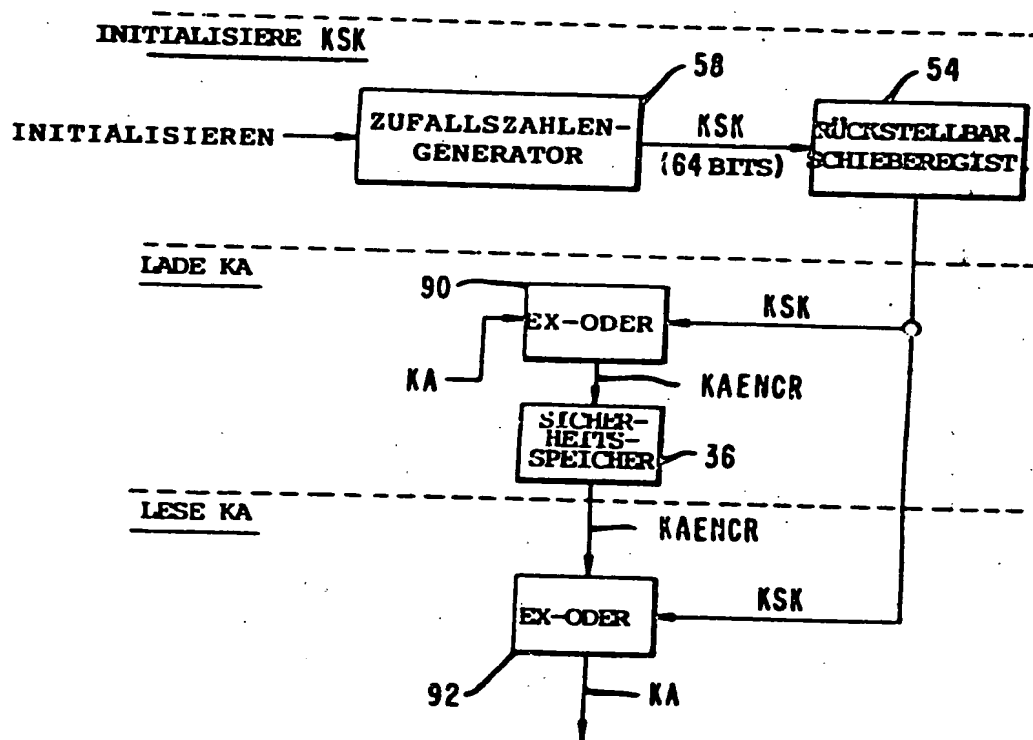 INITIALISIERE KSK
58
54
INITIALISIEREN
ZUFALLSZAHLEN-
GENERATOR
KSK
(64 BITS)
RÜCKSTELLBAR.
SCHIEBEREGIST.
LADE KA
90
EX-ODER
KSK
KA
KAENCR
SICHER-
HEITS-
SPEICHER
36
LESE KA
KAENCR
EX-ODER
KSK
92
KA